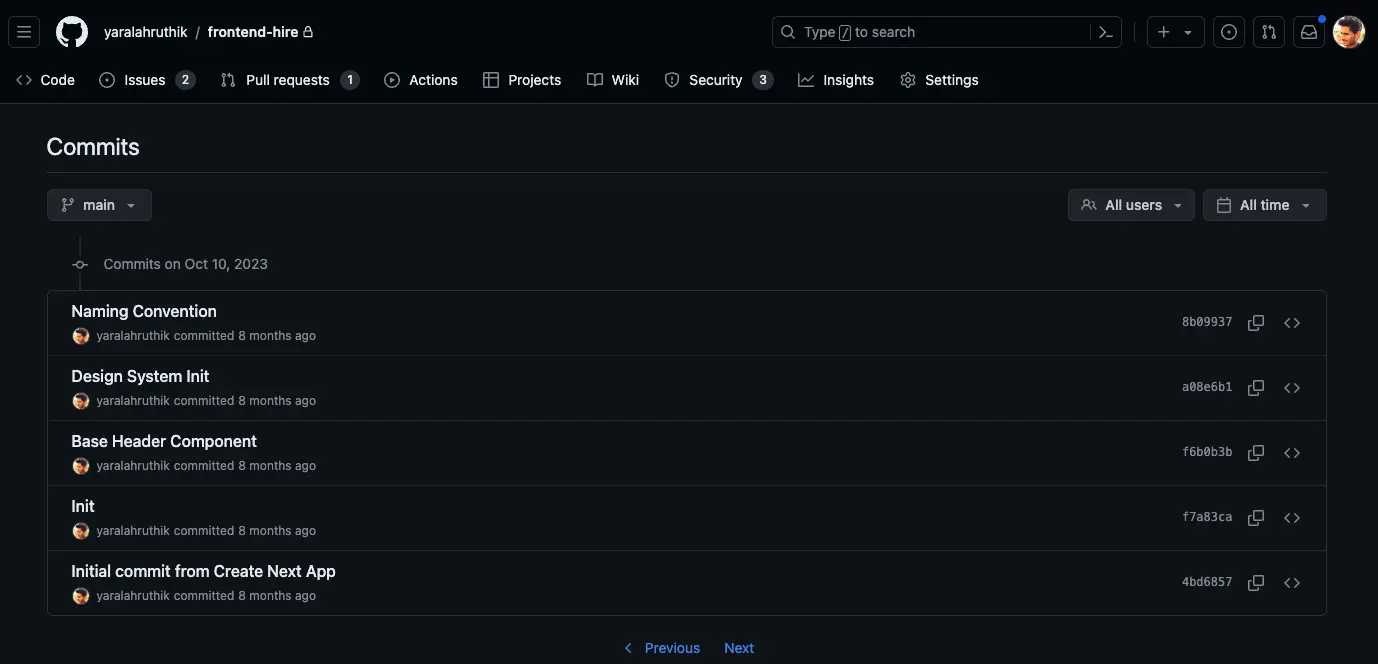 yaralahruthik / frontend-hire Type / to search
Code Issues 2 Pull requests 1 Actions Projects Wiki Security 3 Insights Settings
Commits
main All users All time
Commits on Oct 10, 2023
Naming Convention
yaralahruthik committed 8 months ago 8b09937
Design System Init
yaralahruthik committed 8 months ago a08e6b1
Base Header Component
yaralahruthik committed 8 months ago f6b0b3b
Init
yaralahruthik committed 8 months ago f7a83ca
Initial commit from Create Next App
yaralahruthik committed 8 months ago 4bd6857
Previous Next